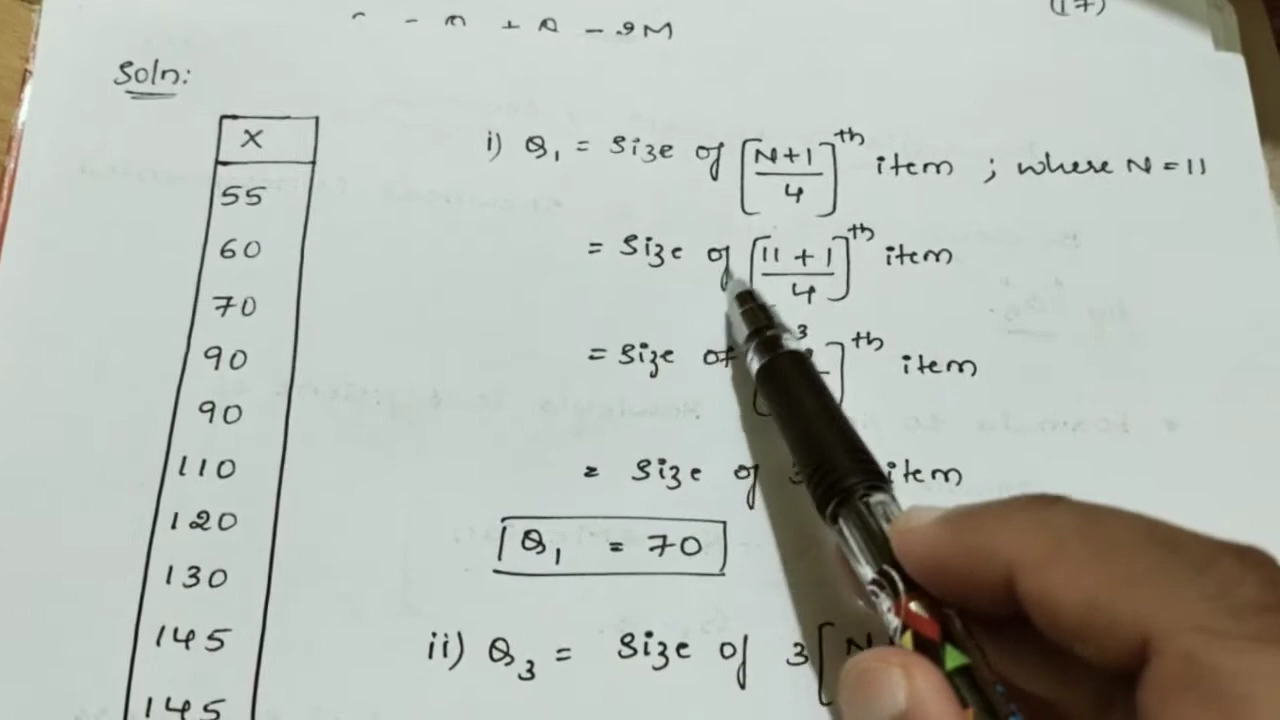 (17)
Soln:
X
55
60
70
90
90
110
120
130
145
145
i) Q₁ = Size of [N+1/4]ᵗʰ item ; where N = 11
= Size of [11+1/4]ᵗʰ item
= Size of ᵗʰ item
= Size of 3 item
Q₁ = 70
ii) Q₃ = Size of 3[N